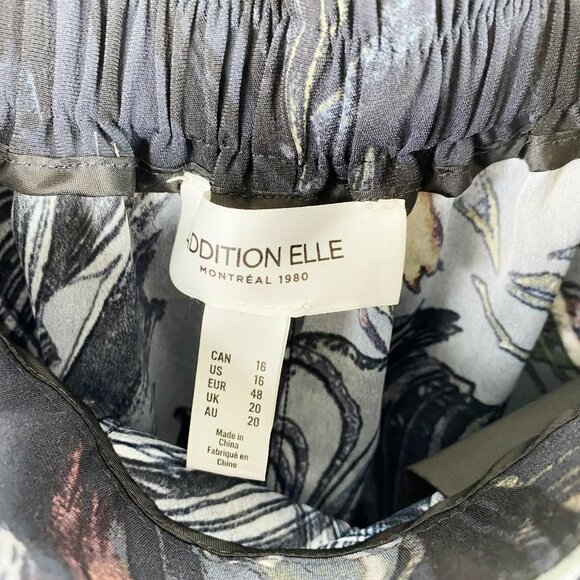 ADDITION ELLE
MONTRÉAL 1980
CAN 16
US 16
EUR 48
UK 20
AU 20
Made in
China
Fabriqué en
Chine